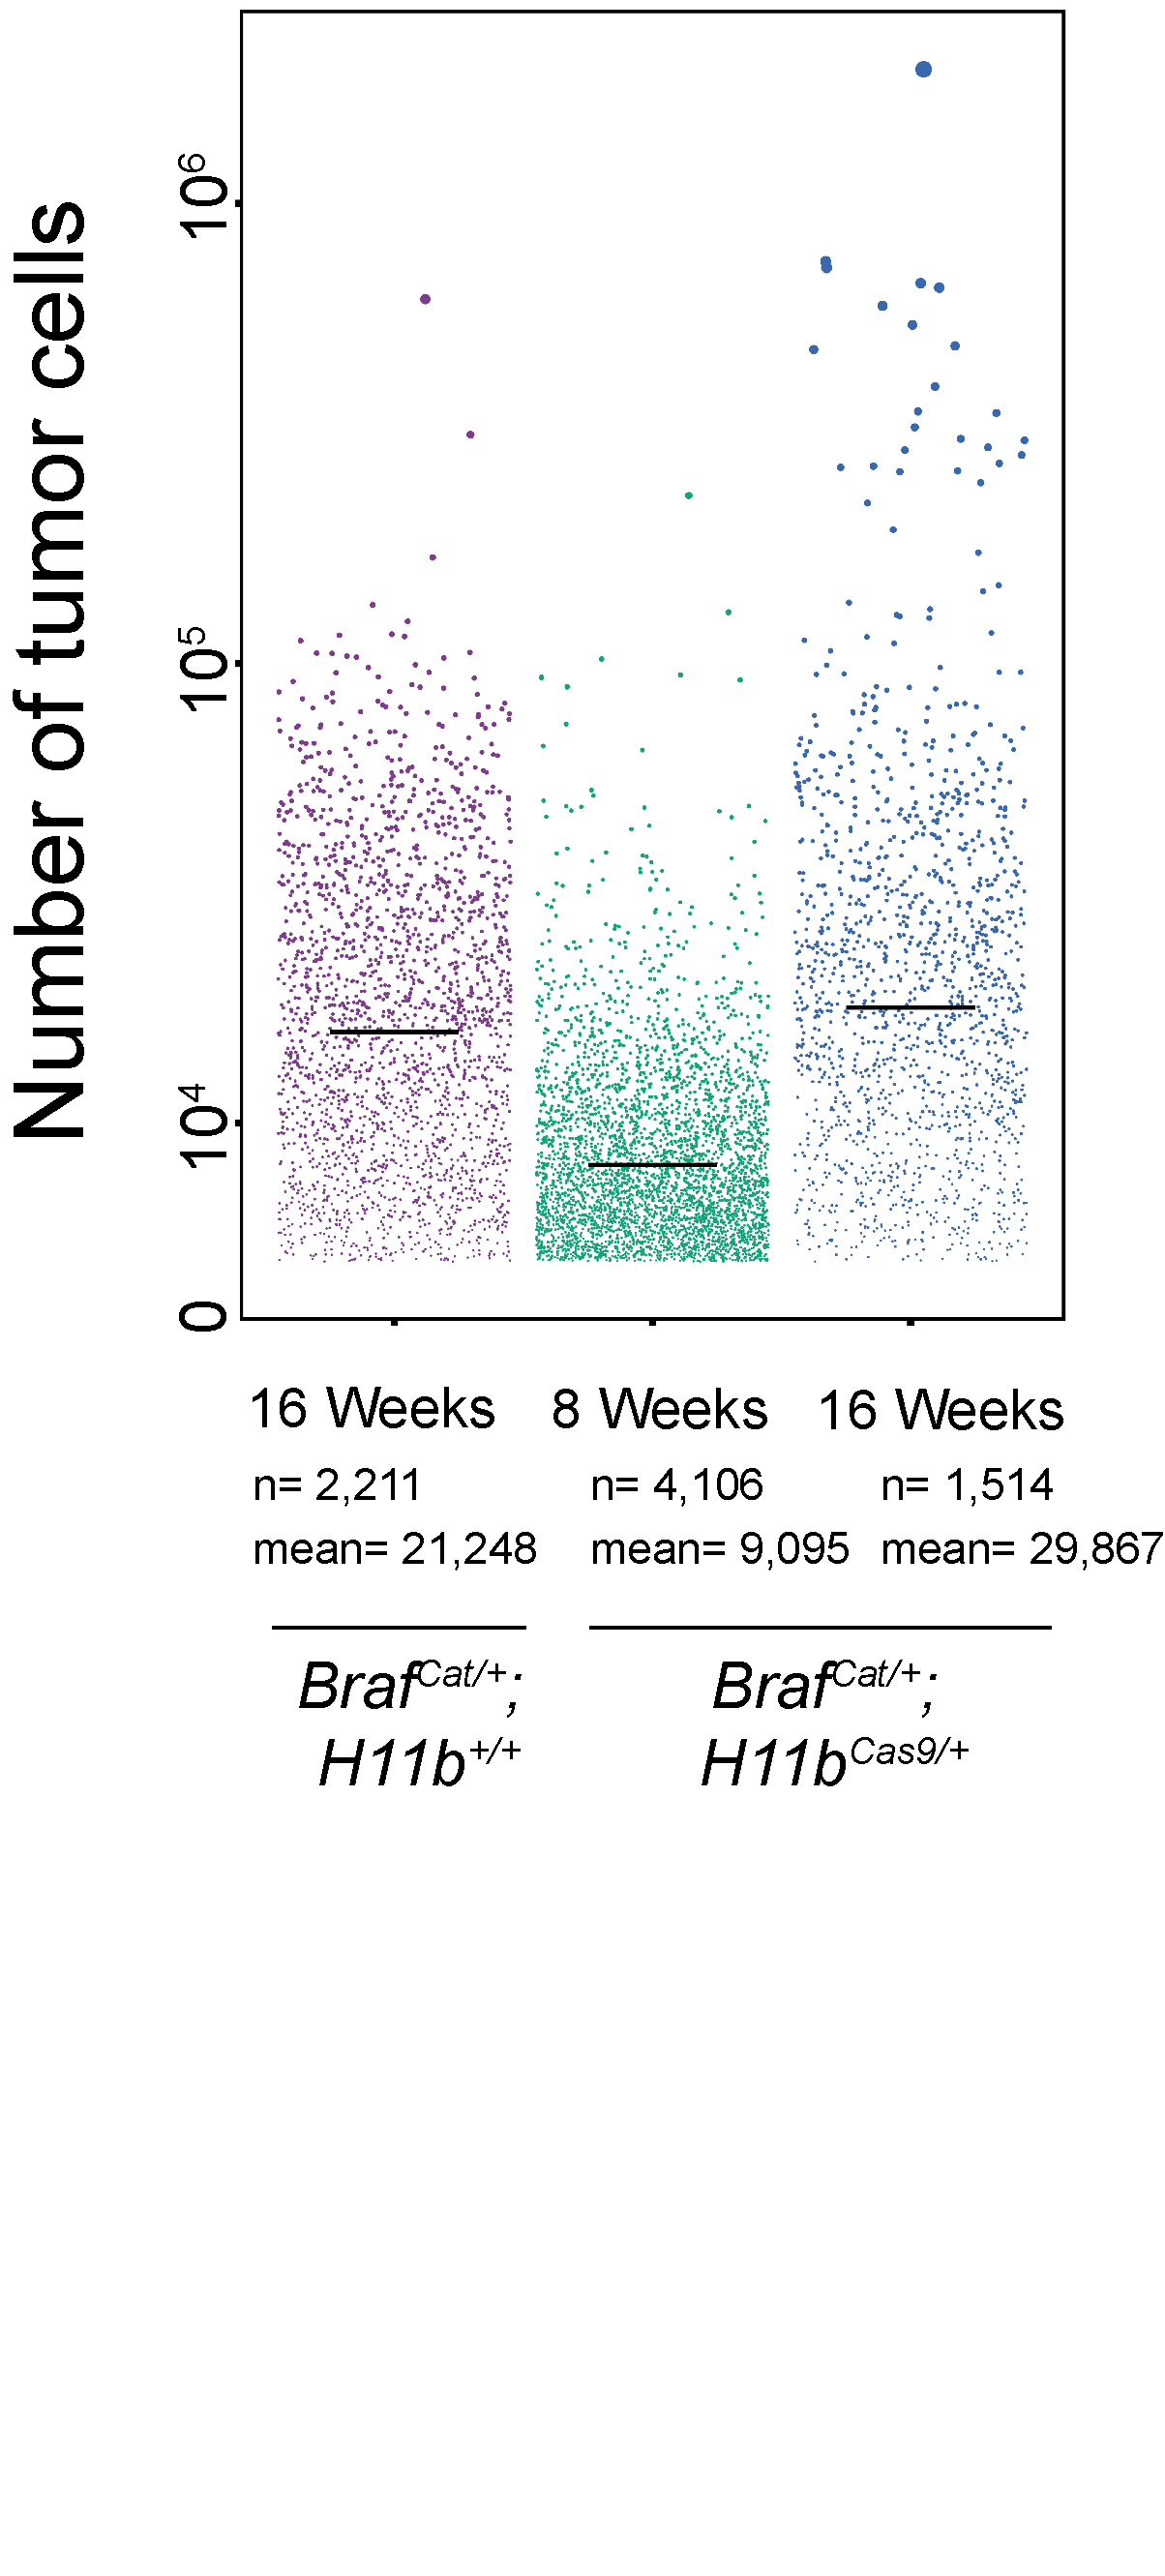 Number of tumor cells
10⁶
10⁵
10⁴
0
16 Weeks 8 Weeks 16 Weeks
n= 2,211 n= 4,106 n= 1,514
mean= 21,248 mean= 9,095 mean= 29,867
Braf^Cat/+; Braf^Cat/+;
H11b^+/+ H11b^Cas9/+